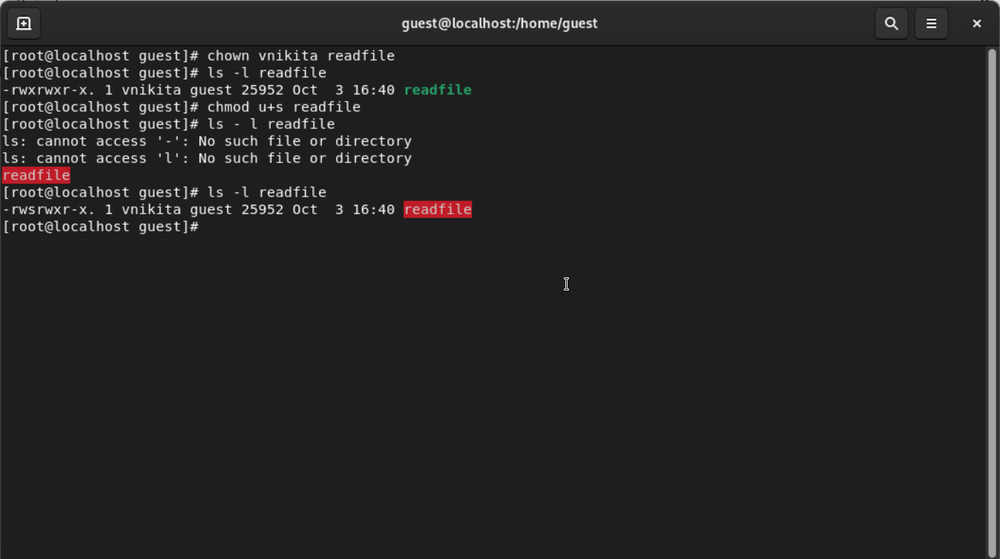 guest@localhost:/home/guest
[root@localhost guest]# chown vnikita readfile
[root@localhost guest]# ls -l readfile
-rwxrwxr-x. 1 vnikita guest 25952 Oct  3 16:40 readfile
[root@localhost guest]# chmod u+s readfile
[root@localhost guest]# ls - l readfile
ls: cannot access '-': No such file or directory
ls: cannot access 'l': No such file or directory
readfile
[root@localhost guest]# ls -l readfile
-rwsrwxr-x. 1 vnikita guest 25952 Oct  3 16:40 readfile
[root@localhost guest]#